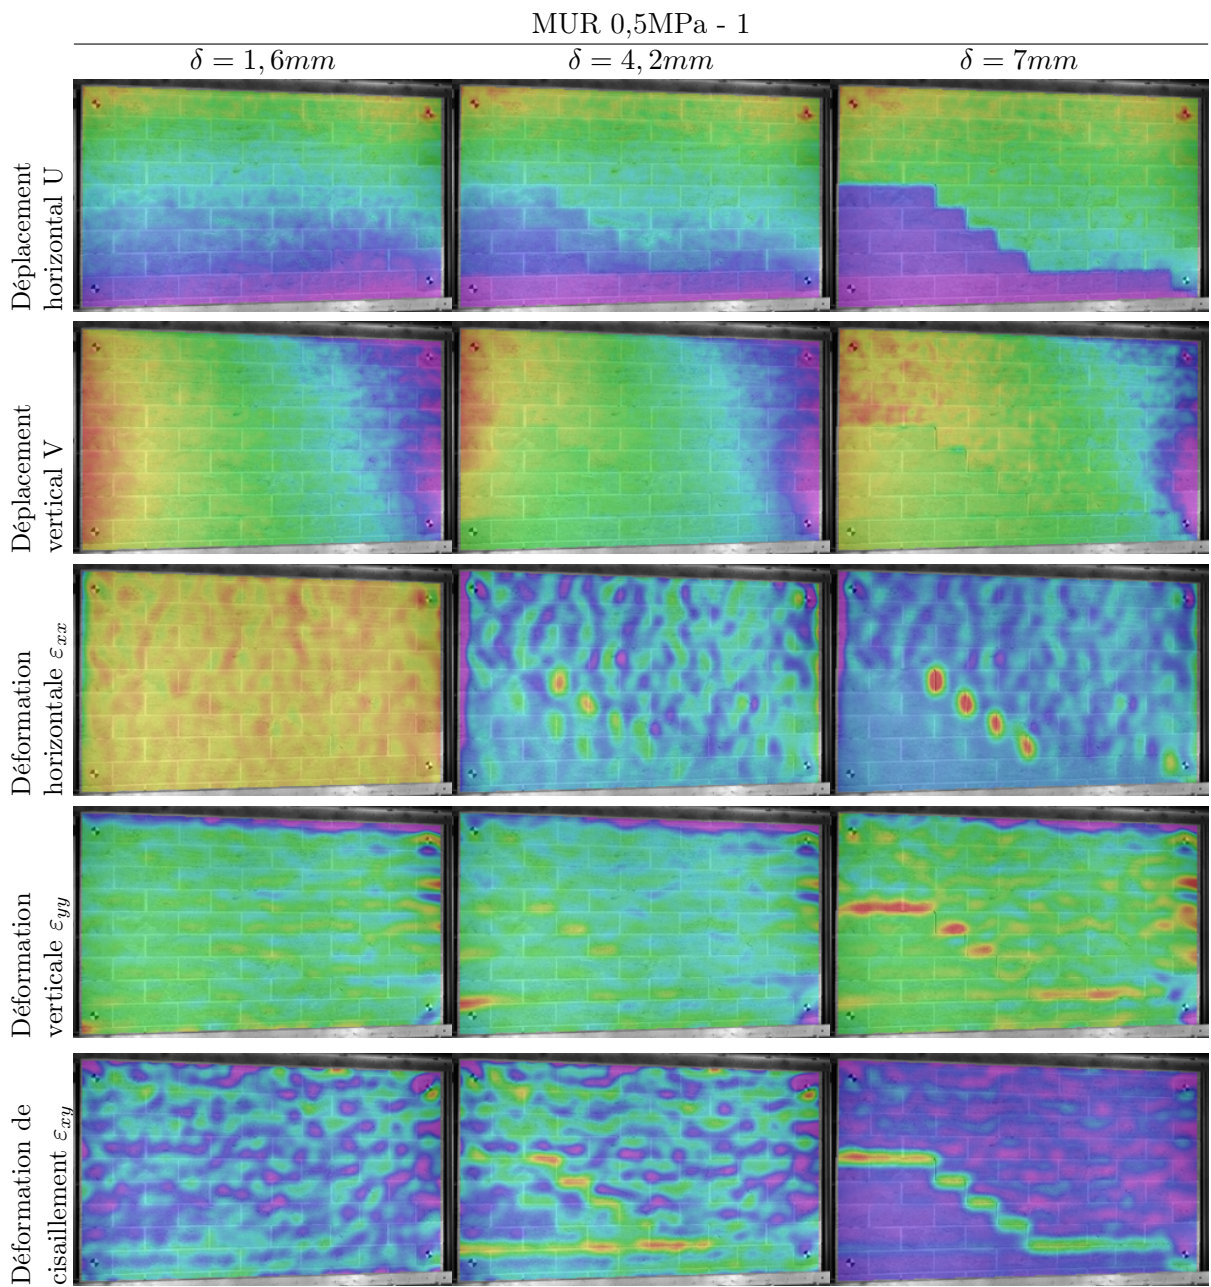 MUR 0,5MPa - 1
δ = 1, 6mm
δ = 4, 2mm
δ = 7mm
Déplacement
horizontal U
Déplacement
vertical V
Déformation
horizontale εxx
Déformation
verticale εyy
Déformation de
cisaillement εxy